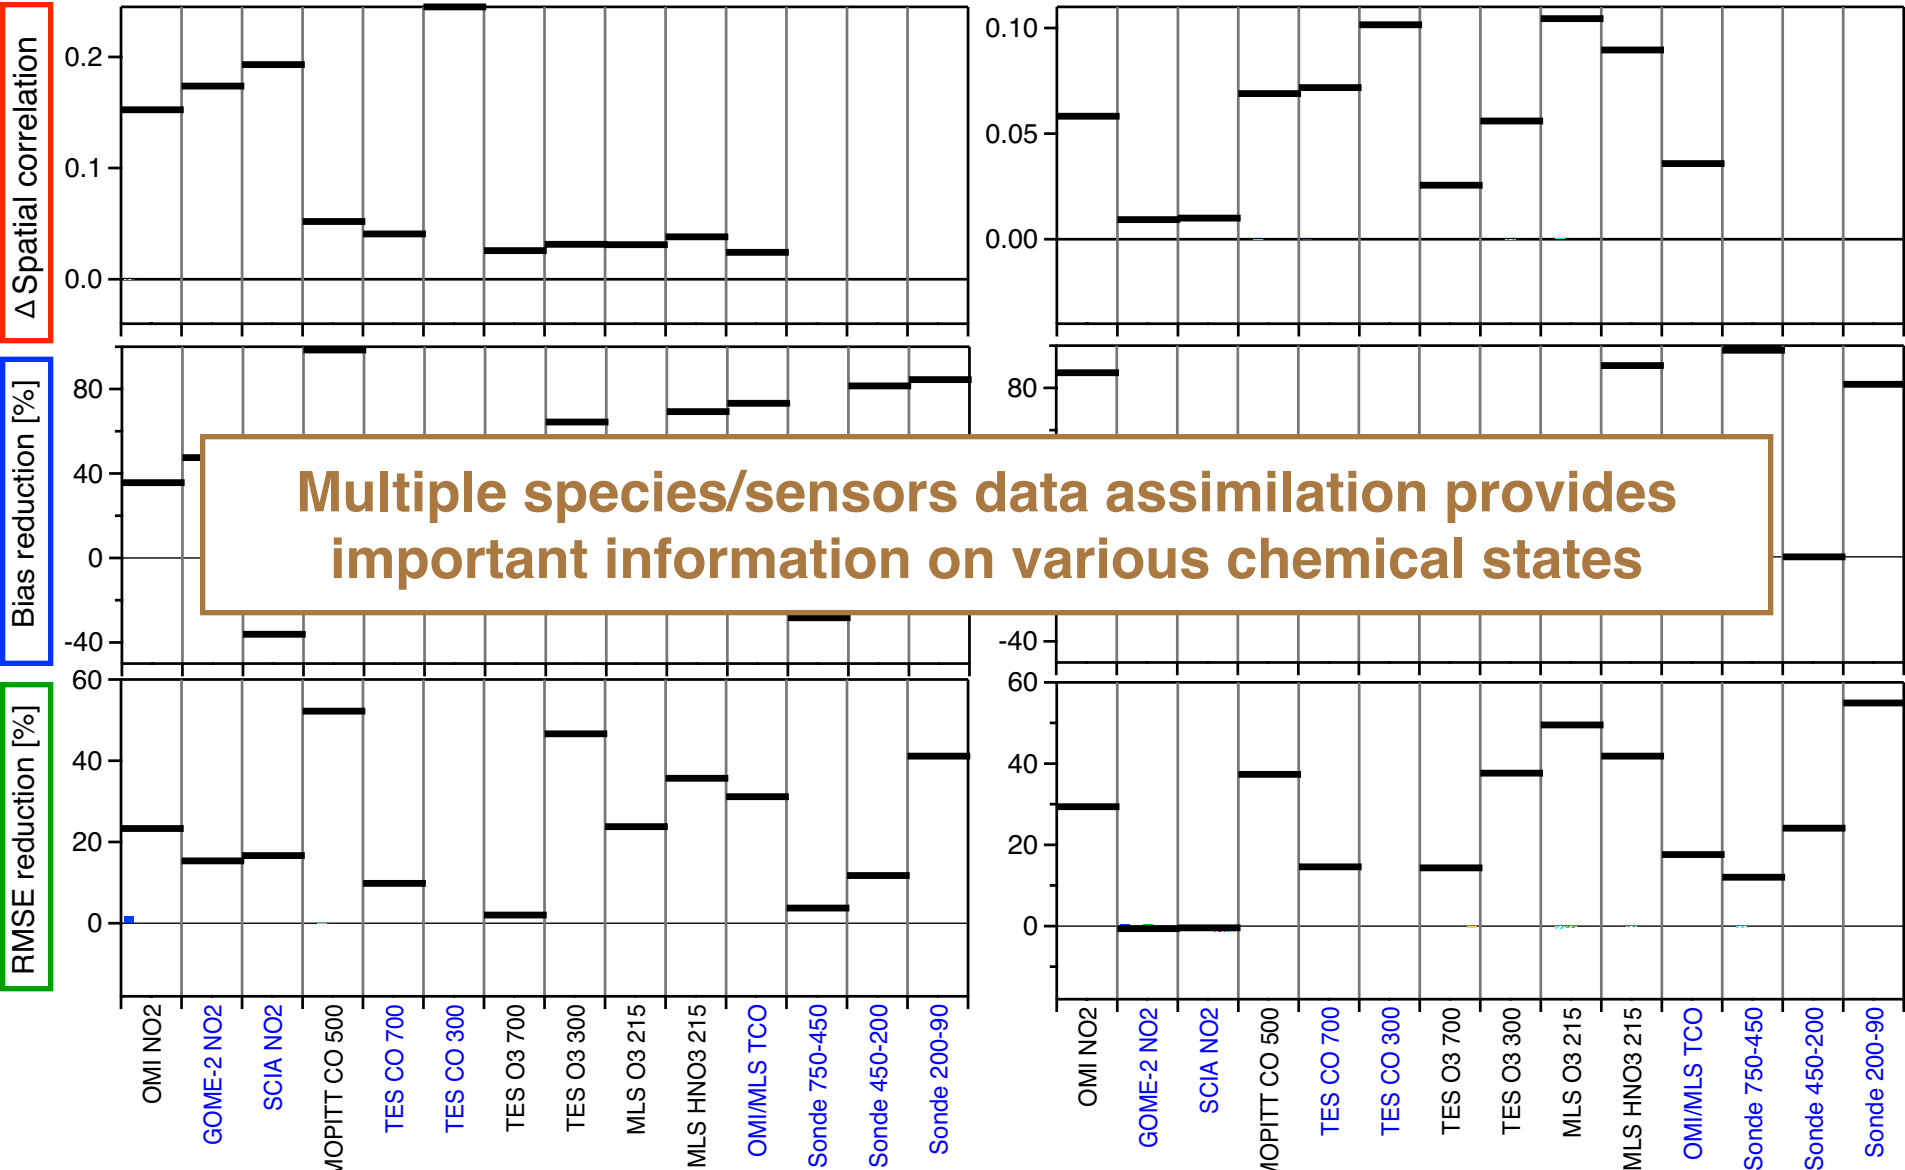 Δ Spatial correlation
0.2
0.1
0.0
0.10
0.05
0.00
Bias reduction [%]
80
40
0
-40
80
-40
Multiple species/sensors data assimilation provides
important information on various chemical states
RMSE reduction [%]
60
40
20
0
60
40
20
0
OMI NO2
GOME-2 NO2
SCIA NO2
MOPITT CO 500
TES CO 700
TES CO 300
TES O3 700
TES O3 300
MLS O3 215
MLS HNO3 215
OMI/MLS TCO
Sonde 750-450
Sonde 450-200
Sonde 200-90
OMI NO2
GOME-2 NO2
SCIA NO2
MOPITT CO 500
TES CO 700
TES CO 300
TES O3 700
TES O3 300
MLS O3 215
MLS HNO3 215
OMI/MLS TCO
Sonde 750-450
Sonde 450-200
Sonde 200-90